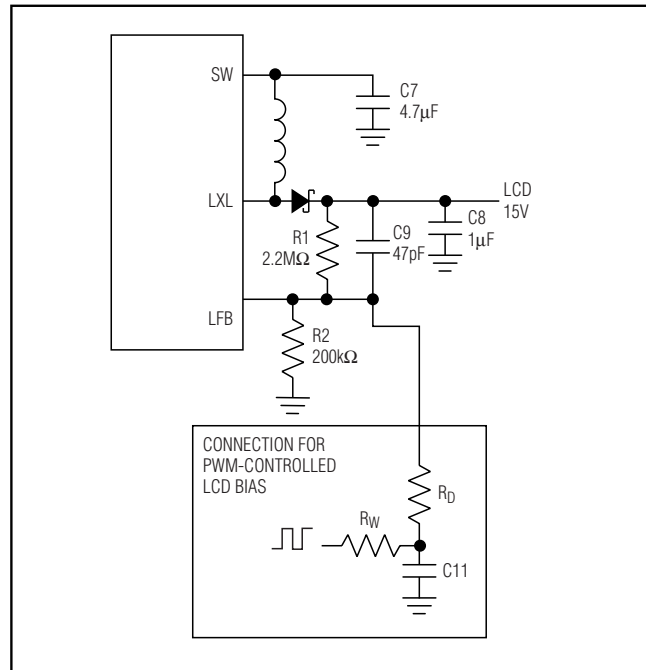 SW
C7
4.7μF
LXL
LCD
15V
R1
2.2MΩ
C9
47pF
C8
1μF
LFB
R2
200kΩ
CONNECTION FOR
PWM-CONTROLLED
LCD BIAS
RD
RW
C11